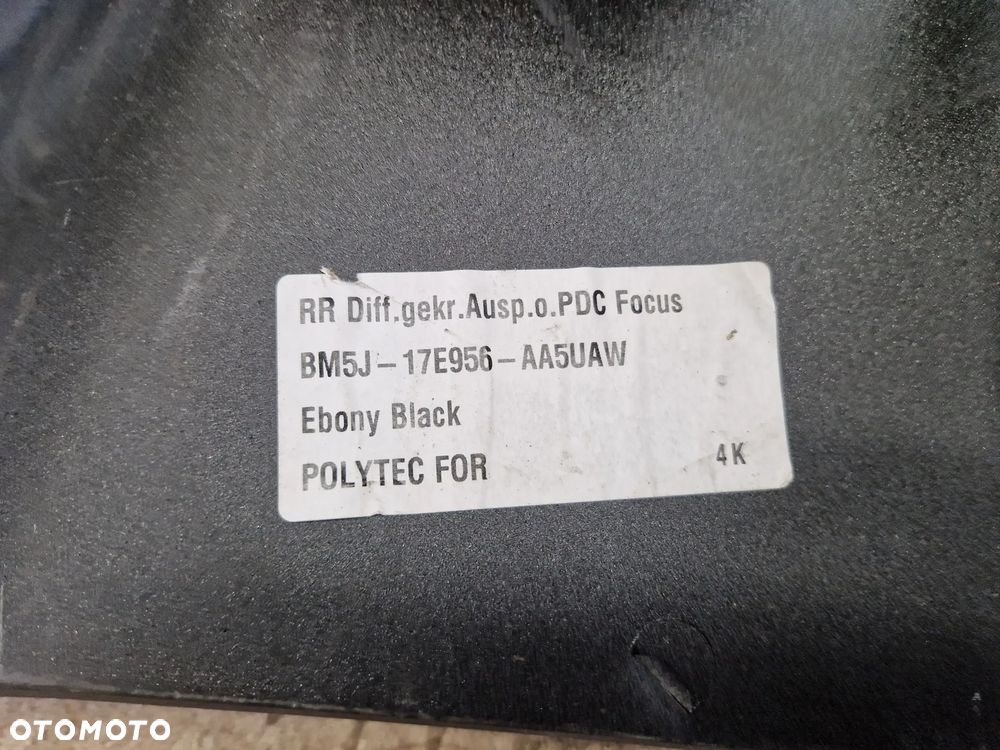 RR Diff.gekr.Ausp.o.PDC Focus
BM5J-17E956-AA5UAW
Ebony Black
POLYTEC FOR 4K
OTOMOTO